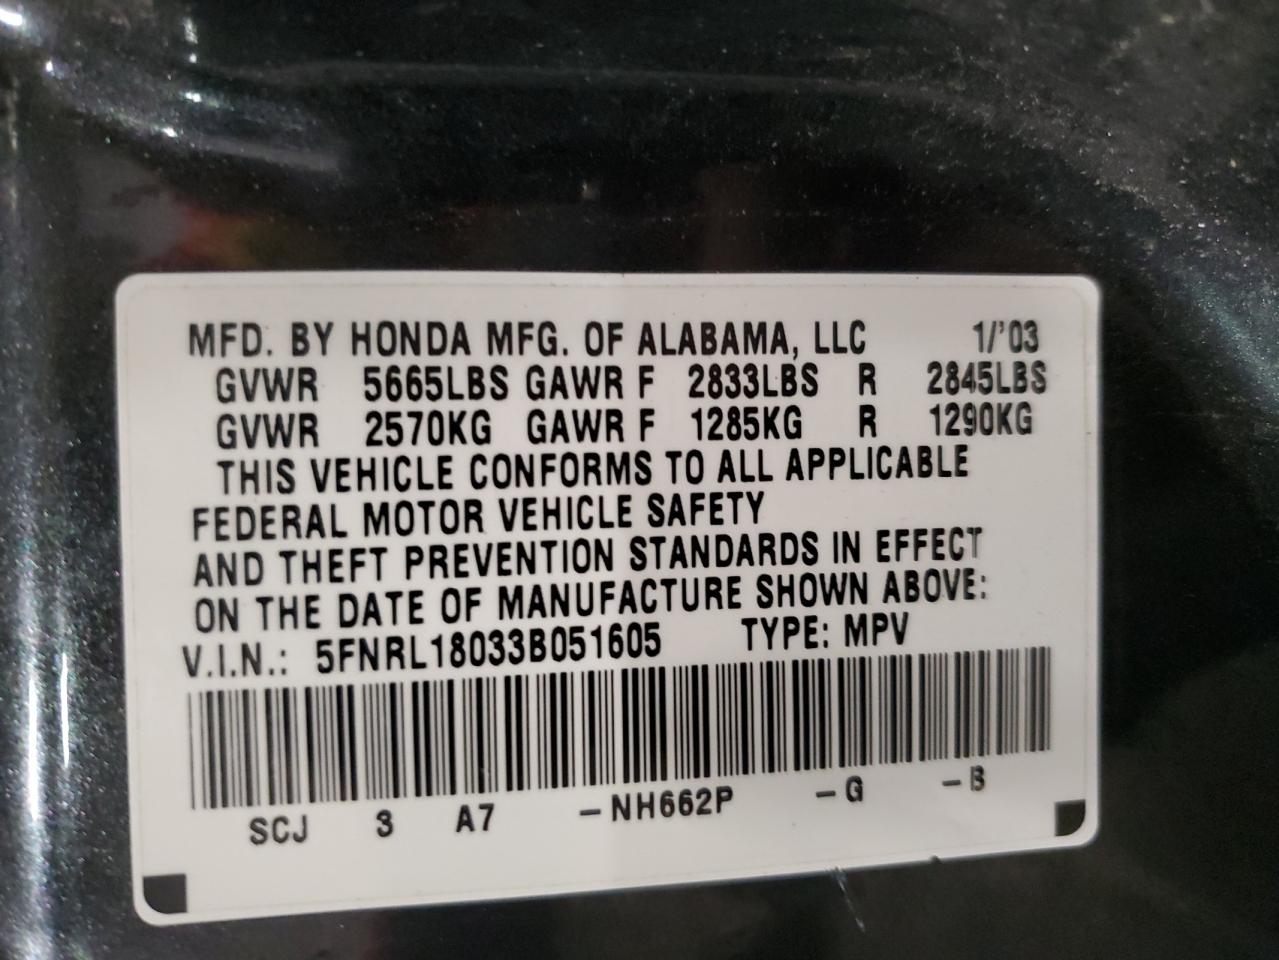 MFD. BY HONDA MFG. OF ALABAMA, LLC 1/'03
GVWR 5665LBS GAWR F 2833LBS R 2845LBS
GVWR 2570KG GAWR F 1285KG R 1290KG
THIS VEHICLE CONFORMS TO ALL APPLICABLE
FEDERAL MOTOR VEHICLE SAFETY
AND THEFT PREVENTION STANDARDS IN EFFECT
ON THE DATE OF MANUFACTURE SHOWN ABOVE:
V.I.N.: 5FNRL18033B051605 TYPE: MPV
SCJ 3 A7 -NH662P -G -B